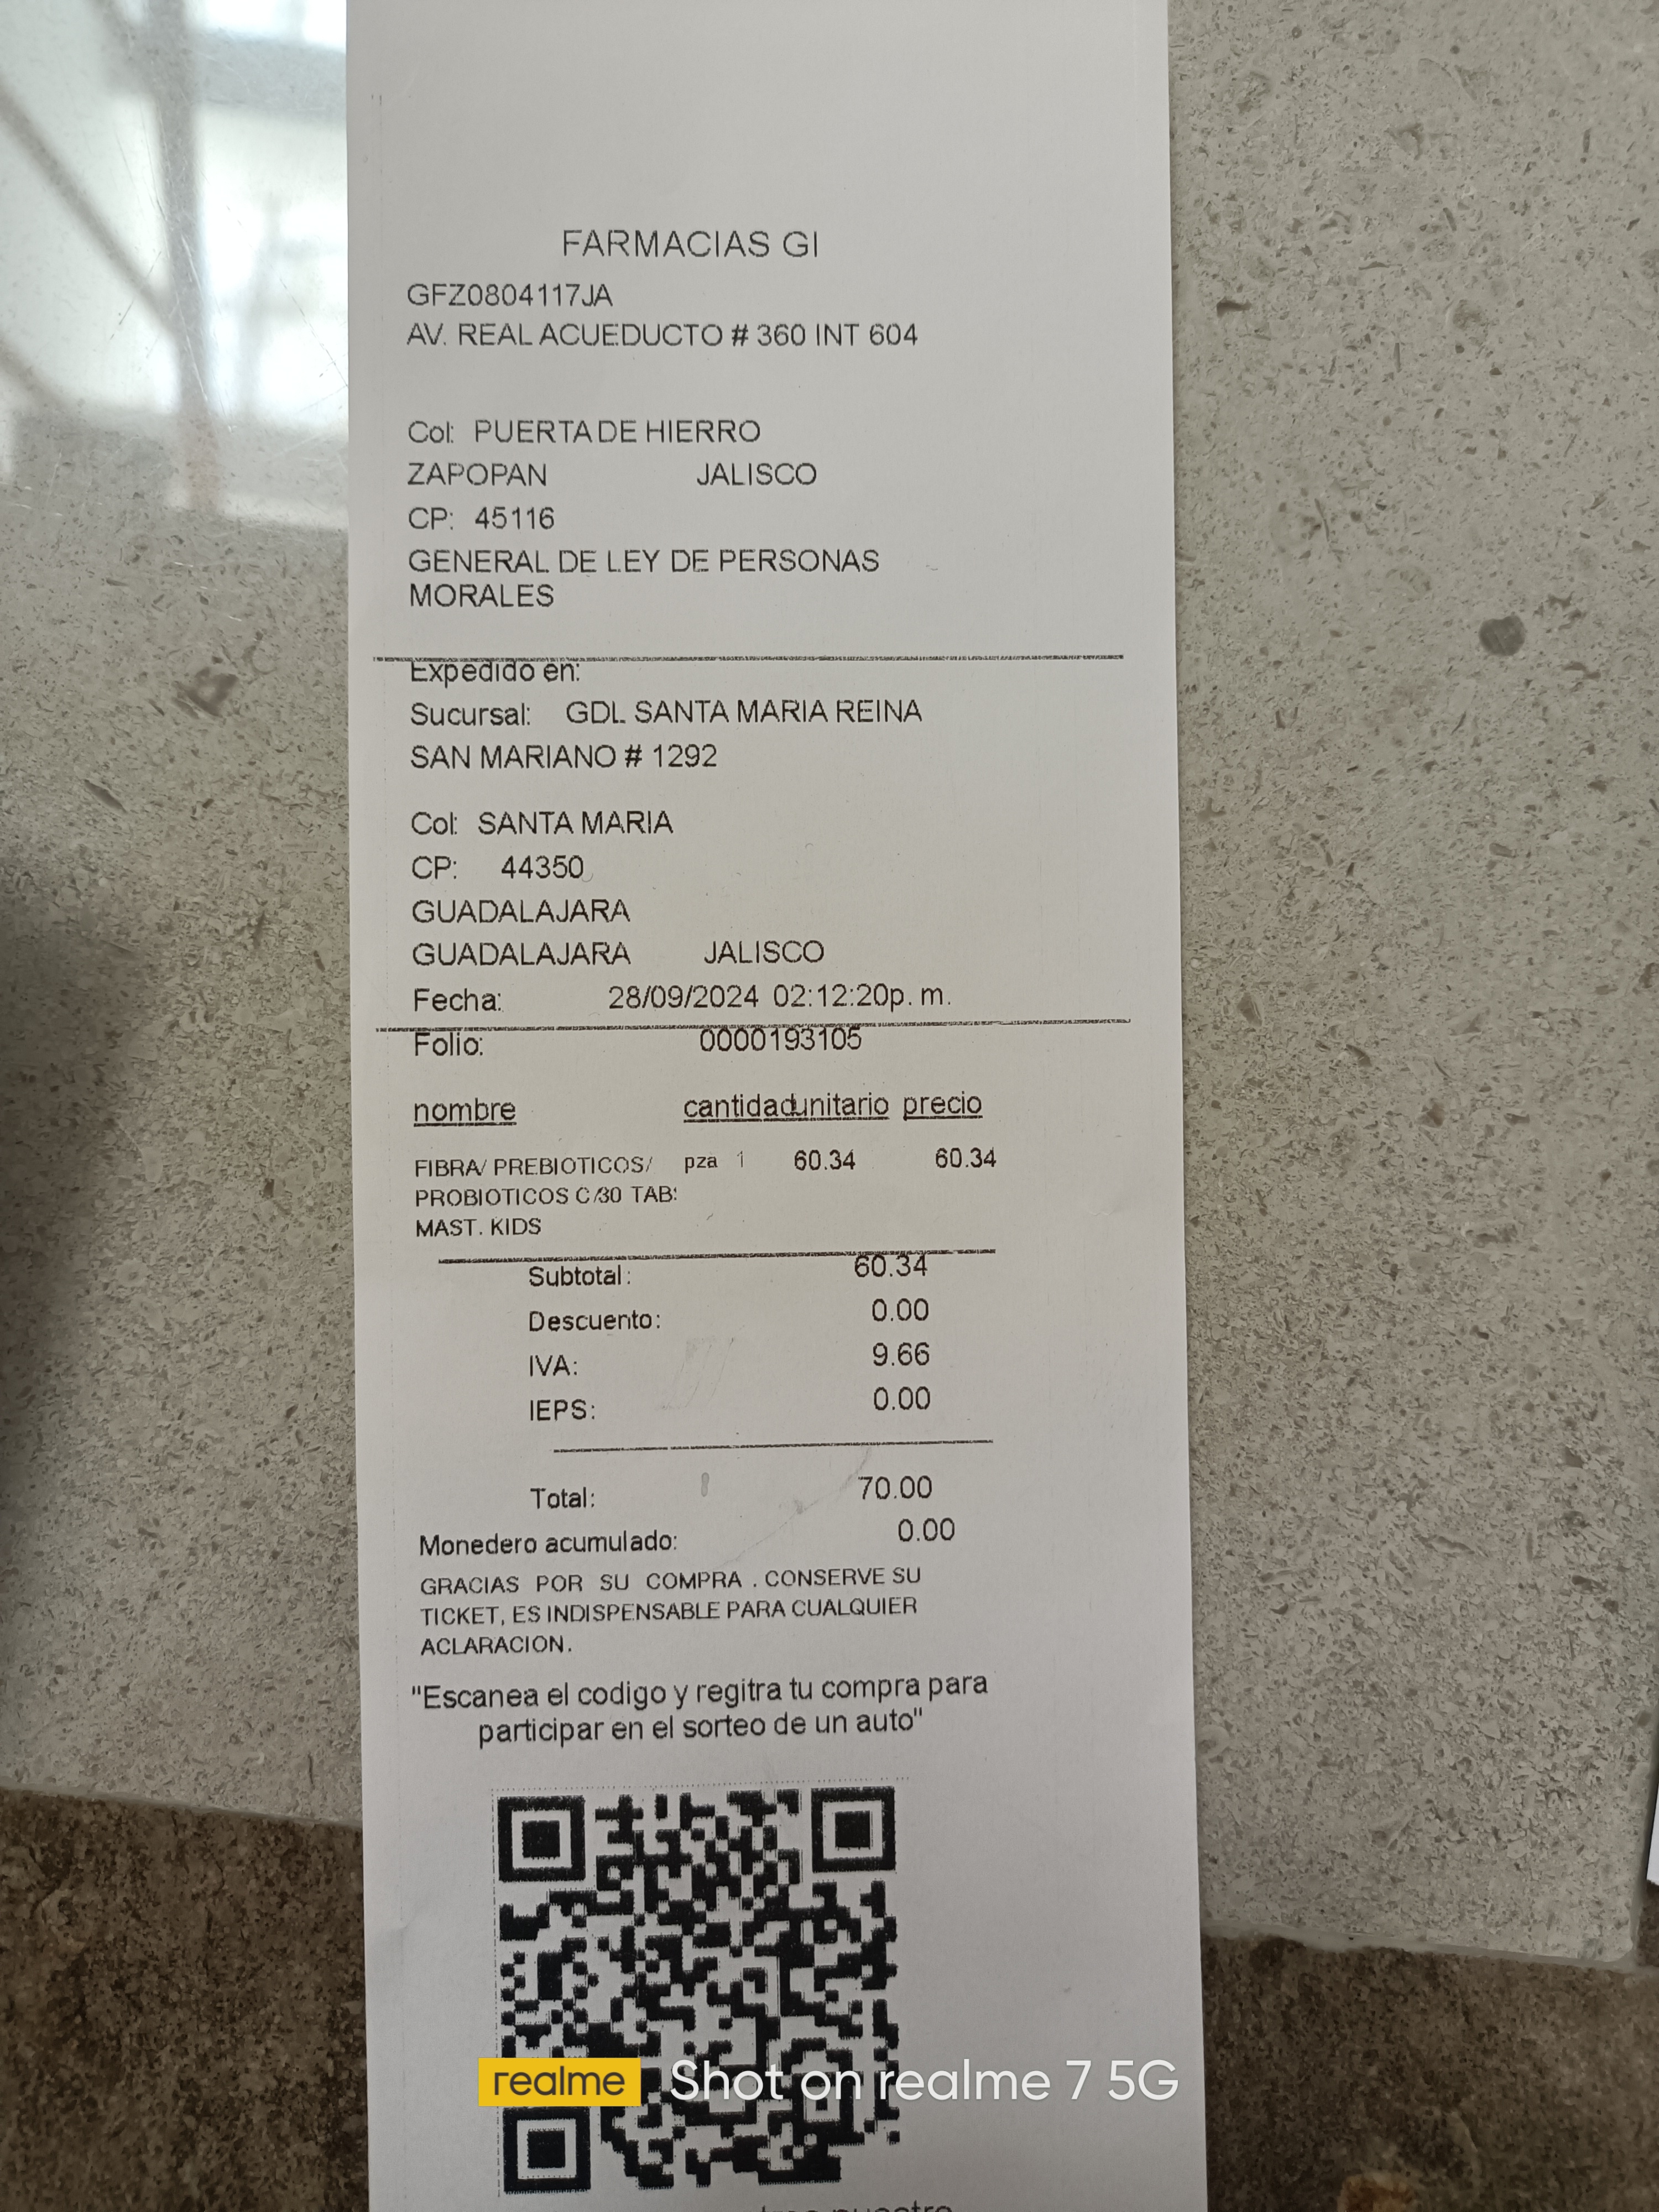 FARMACIAS GI
GFZ0804117JA
AV. REAL ACUEDUCTO # 360 INT 604
Col: PUERTA DE HIERRO
ZAPOPAN JALISCO
CP: 45116
GENERAL DE LEY DE PERSONAS
MORALES
Expedido en:
Sucursal: GDL SANTA MARIA REINA
SAN MARIANO # 1292
Col: SANTA MARIA
CP: 44350
GUADALAJARA
GUADALAJARA JALISCO
Fecha: 28/09/2024 02:12:20p. m.
Folio: 0000193105
nombre cantidad unitario precio
FIBRA/ PREBIOTICOS/ pza 1 60.34 60.34
PROBIOTICOS C/30 TAB:
MAST. KIDS
Subtotal: 60.34
Descuento: 0.00
IVA: 9.66
IEPS: 0.00
Total: 70.00
Monedero acumulado: 0.00
GRACIAS POR SU COMPRA . CONSERVE SU
TICKET, ES INDISPENSABLE PARA CUALQUIER
ACLARACION.
"Escanea el codigo y regitra tu compra para
participar en el sorteo de un auto"
realme Shot on realme 7 5G
nuestro